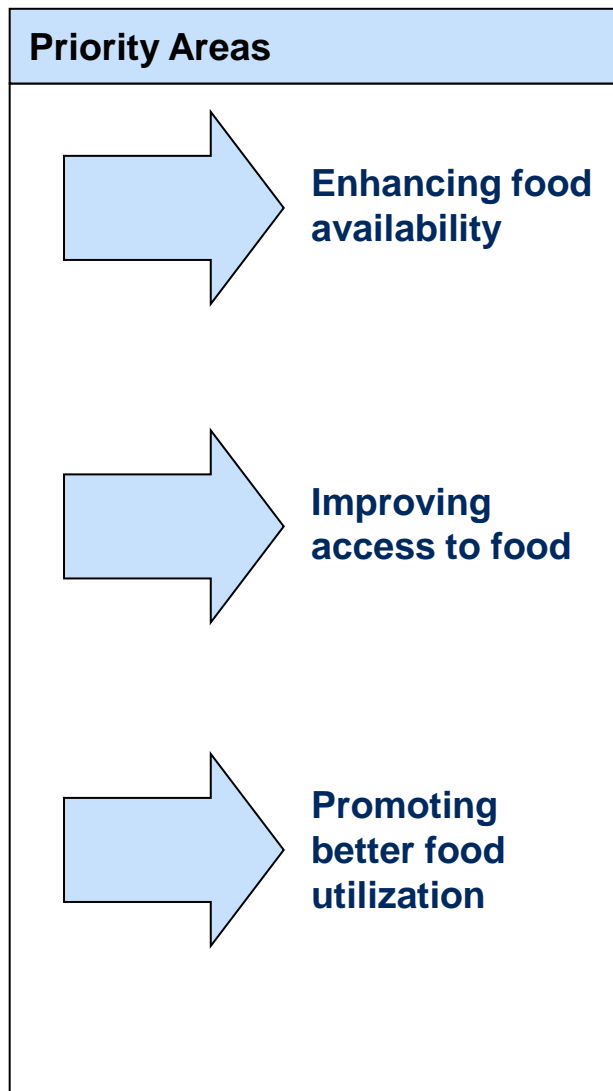 Priority Areas
Enhancing food
availability
Improving
access to food
Promoting
better food
utilization